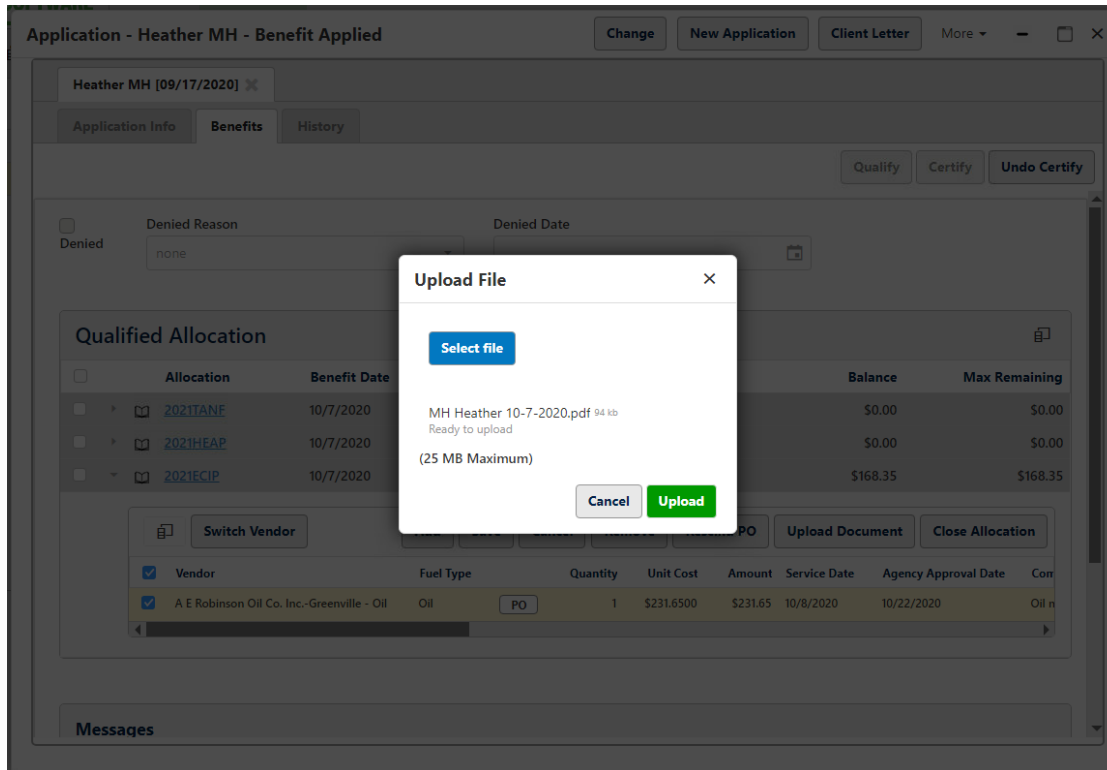 Application - Heather MH - Benefit Applied
Change
New Application
Client Letter
More
Heather MH [09/17/2020]
Application Info
Benefits
History
Qualify
Certify
Undo Certify
Denied
Denied Reason
none
Denied Date
Upload File
Select file
MH Heather 10-7-2020.pdf 94 kb
Ready to upload
(25 MB Maximum)
Cancel
Upload
Qualified Allocation
Allocation Benefit Date Balance Max Remaining
2021TANF 10/7/2020 $0.00 $0.00
2021HEAP 10/7/2020 $0.00 $0.00
2021ECIP 10/7/2020 $168.35 $168.35
Switch Vendor
PO
Upload Document
Close Allocation
Vendor Fuel Type Quantity Unit Cost Amount Service Date Agency Approval Date Com
A E Robinson Oil Co. Inc.-Greenville - Oil Oil PO 1 $231.6500 $231.65 10/8/2020 10/22/2020 Oil n
Messages